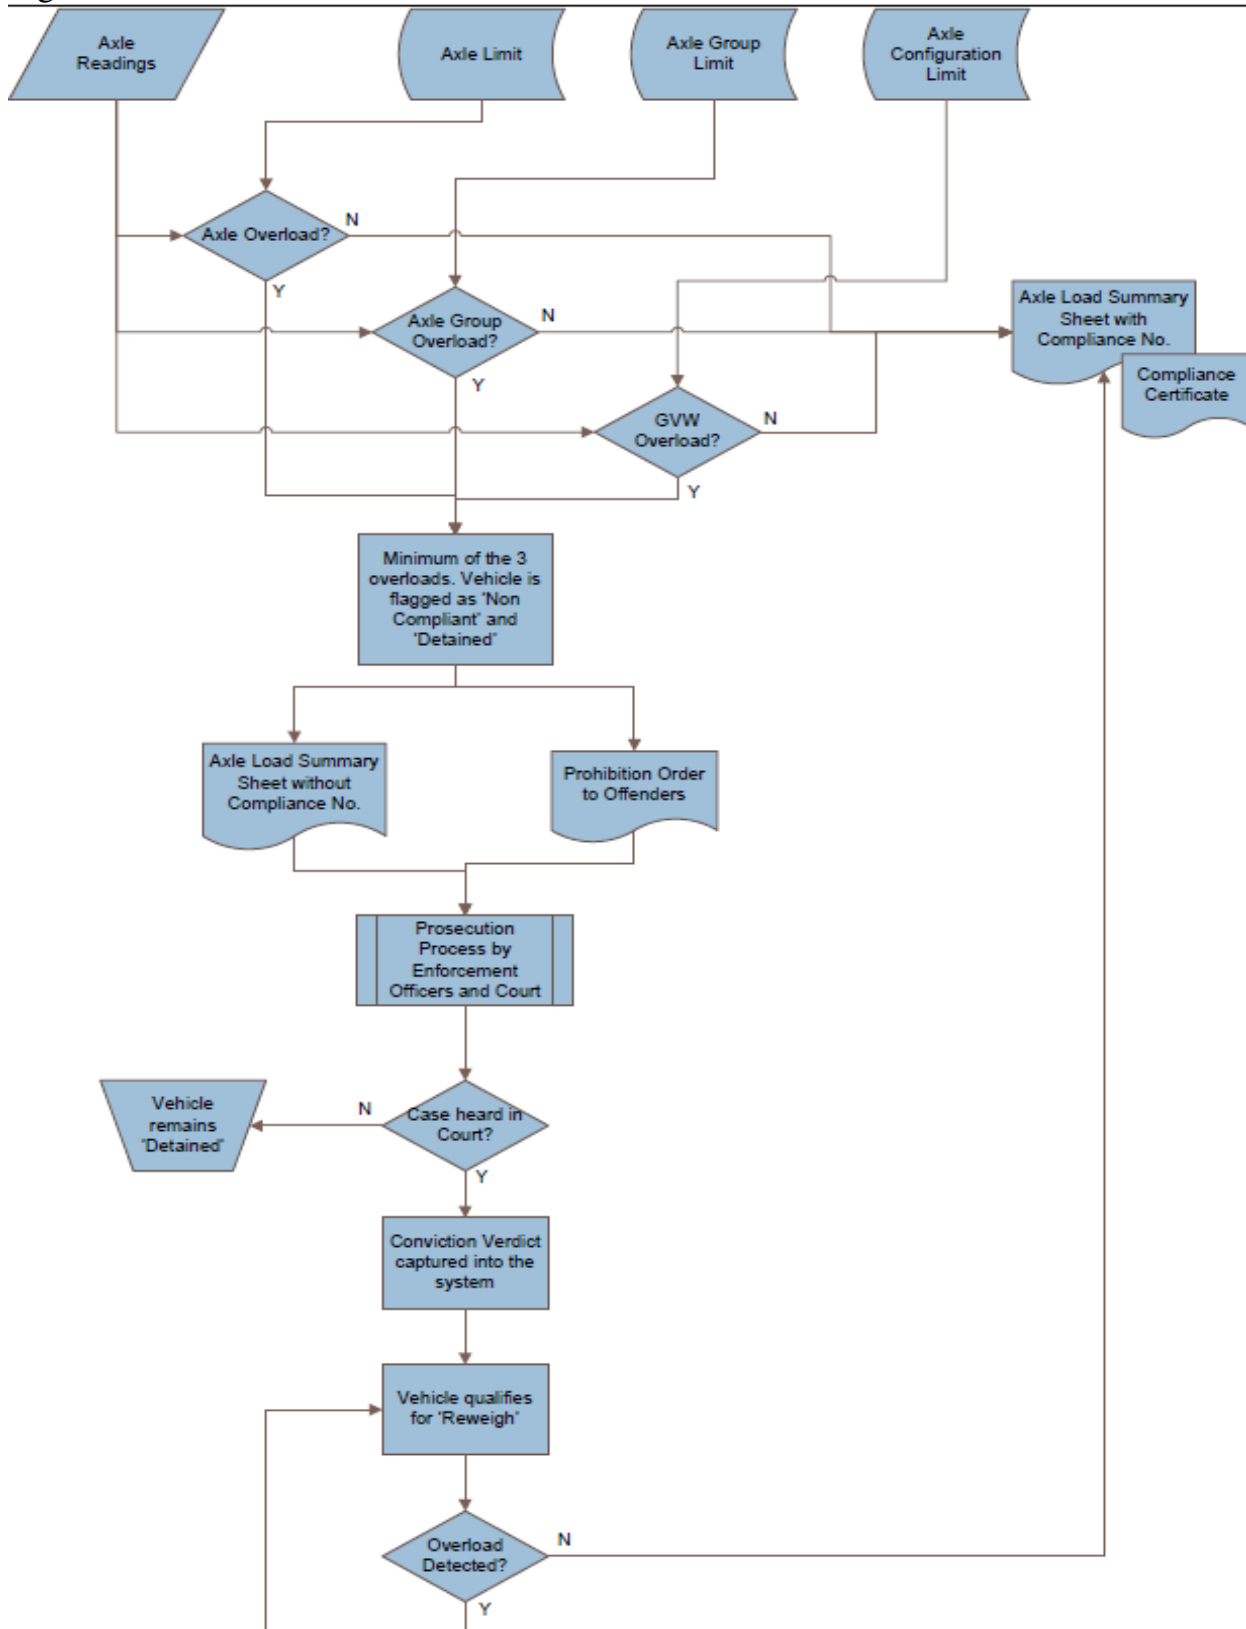 Axle
Readings
Axle Limit
Axle Group
Limit
Axle
Configuration
Limit
Axle Overload?
N
Y
Axle Group
Overload?
N
Y
Axle Load Summary
Sheet with
Compliance No.
Compliance
Certificate
GVW
Overload?
N
Y
Minimum of the 3
overloads. Vehicle is
flagged as 'Non
Compliant' and
'Detained'
Axle Load Summary
Sheet without
Compliance No.
Prohibition Order
to Offenders
Prosecution
Process by
Enforcement
Officers and Court
Case heard in
Court?
N
Y
Vehicle
remains
'Detained'
Conviction Verdict
captured into the
system
Vehicle qualifies
for 'Reweigh'
Overload
Detected?
N
Y